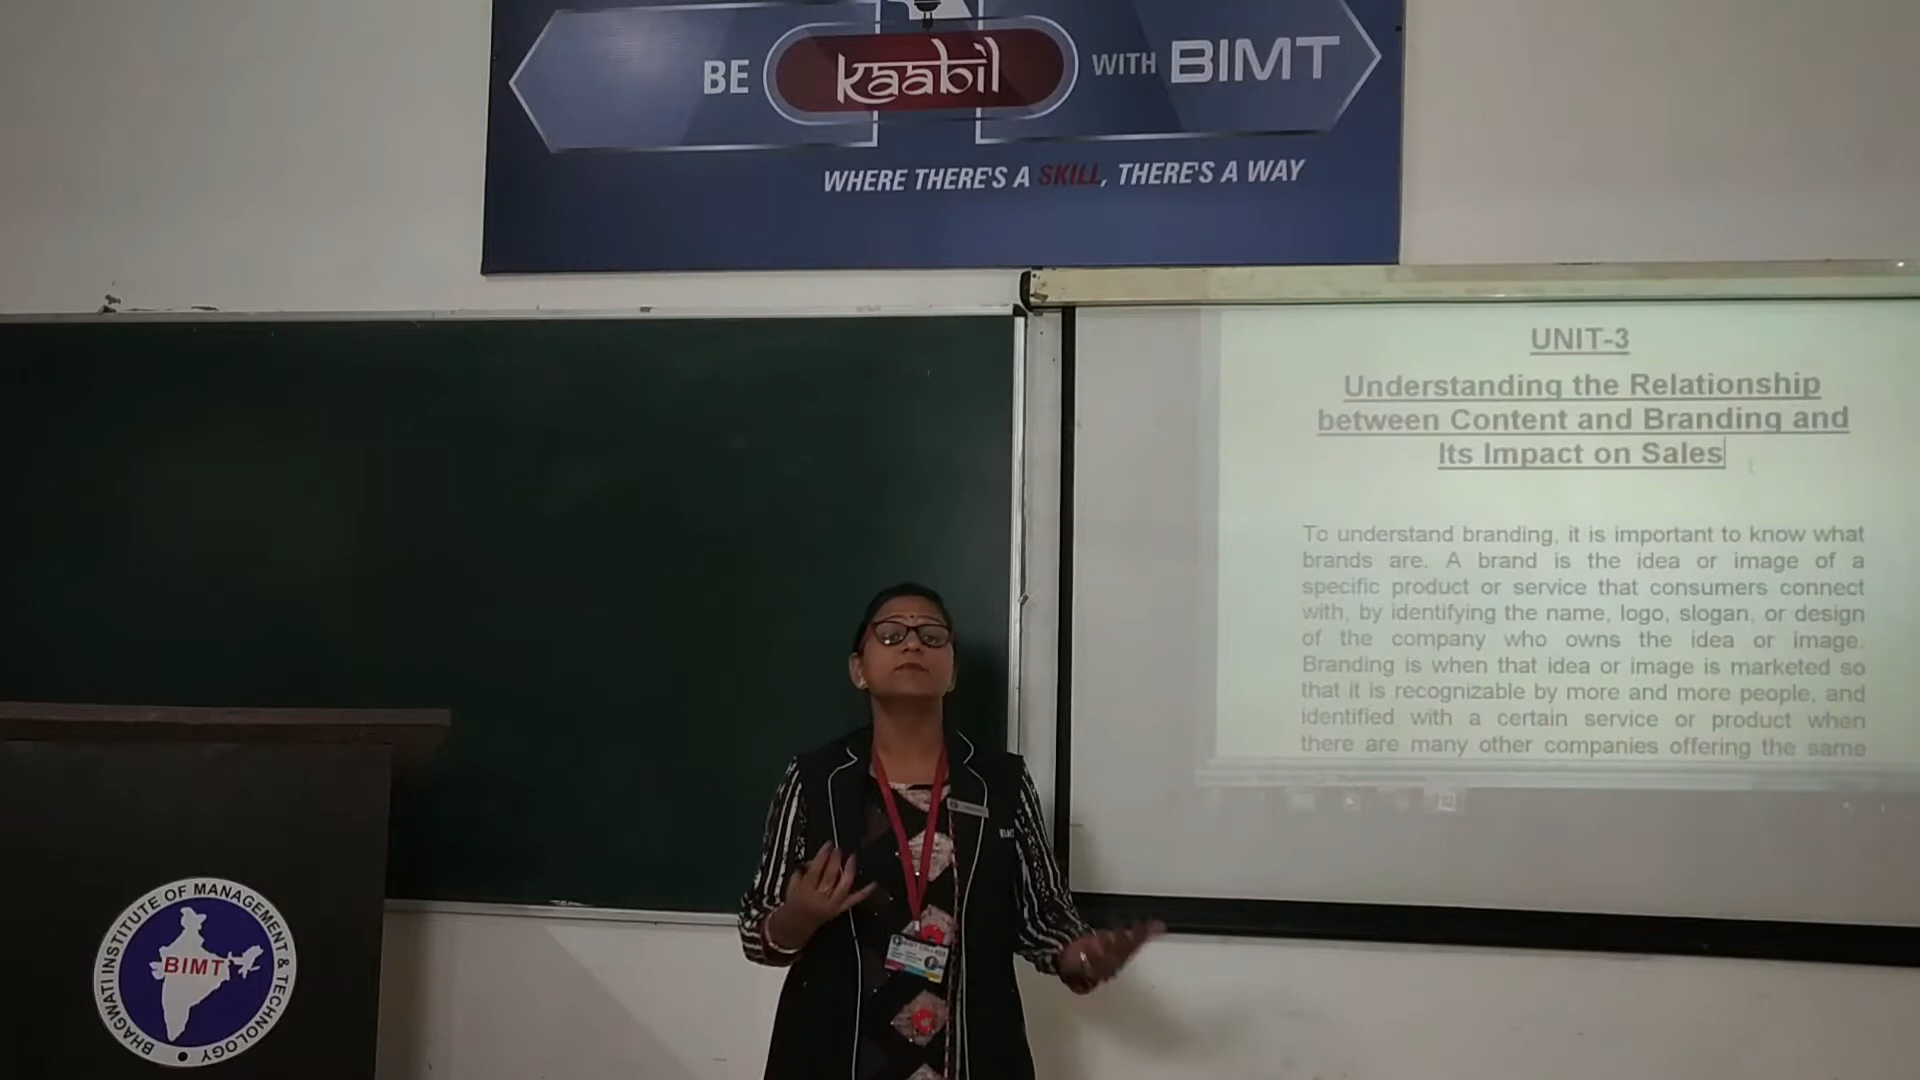 BE kaabil WITH BIMT
WHERE THERE'S A SKILL, THERE'S A WAY
UNIT-3
Understanding the Relationship
between Content and Branding and
Its Impact on Sales
To understand branding, it is important to know what
brands are. A brand is the idea or image of a
specific product or service that consumers connect
with, by identifying the name, logo, slogan, or design
of the company who owns the idea or image.
Branding is when that idea or image is marketed so
that it is recognizable by more and more people, and
identified with a certain service or product when
there are many other companies offering the same
BHAGWATI INSTITUTE OF MANAGEMENT & TECHNOLOGY
BIMT